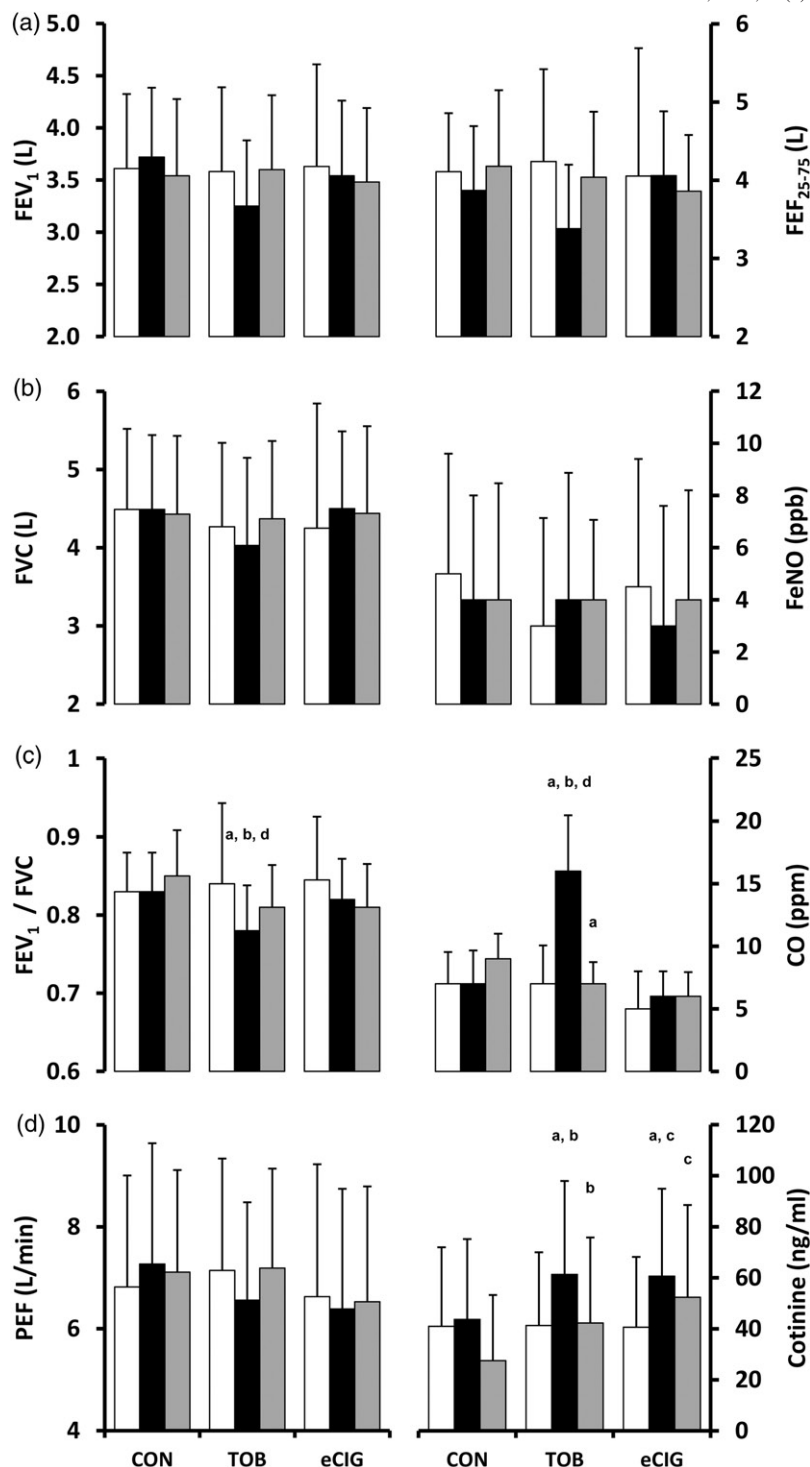 (a)
5.0
4.5
4.0
3.5
3.0
2.5
2.0
FEV1 (L)
6
5
4
3
2
FEF25-75 (L)
(b)
6
5
4
3
2
FVC (L)
12
10
8
6
4
2
0
FeNO (ppb)
(c)
1
0.9
0.8
0.7
0.6
FEV1 / FVC
a, b, d
25
20
15
10
5
0
CO (ppm)
a, b, d
a
(d)
10
8
6
4
PEF (L/min)
CON TOB eCIG
120
100
80
60
40
20
0
Cotinine (ng/ml)
a, b
b
a, c
c
CON TOB eCIG